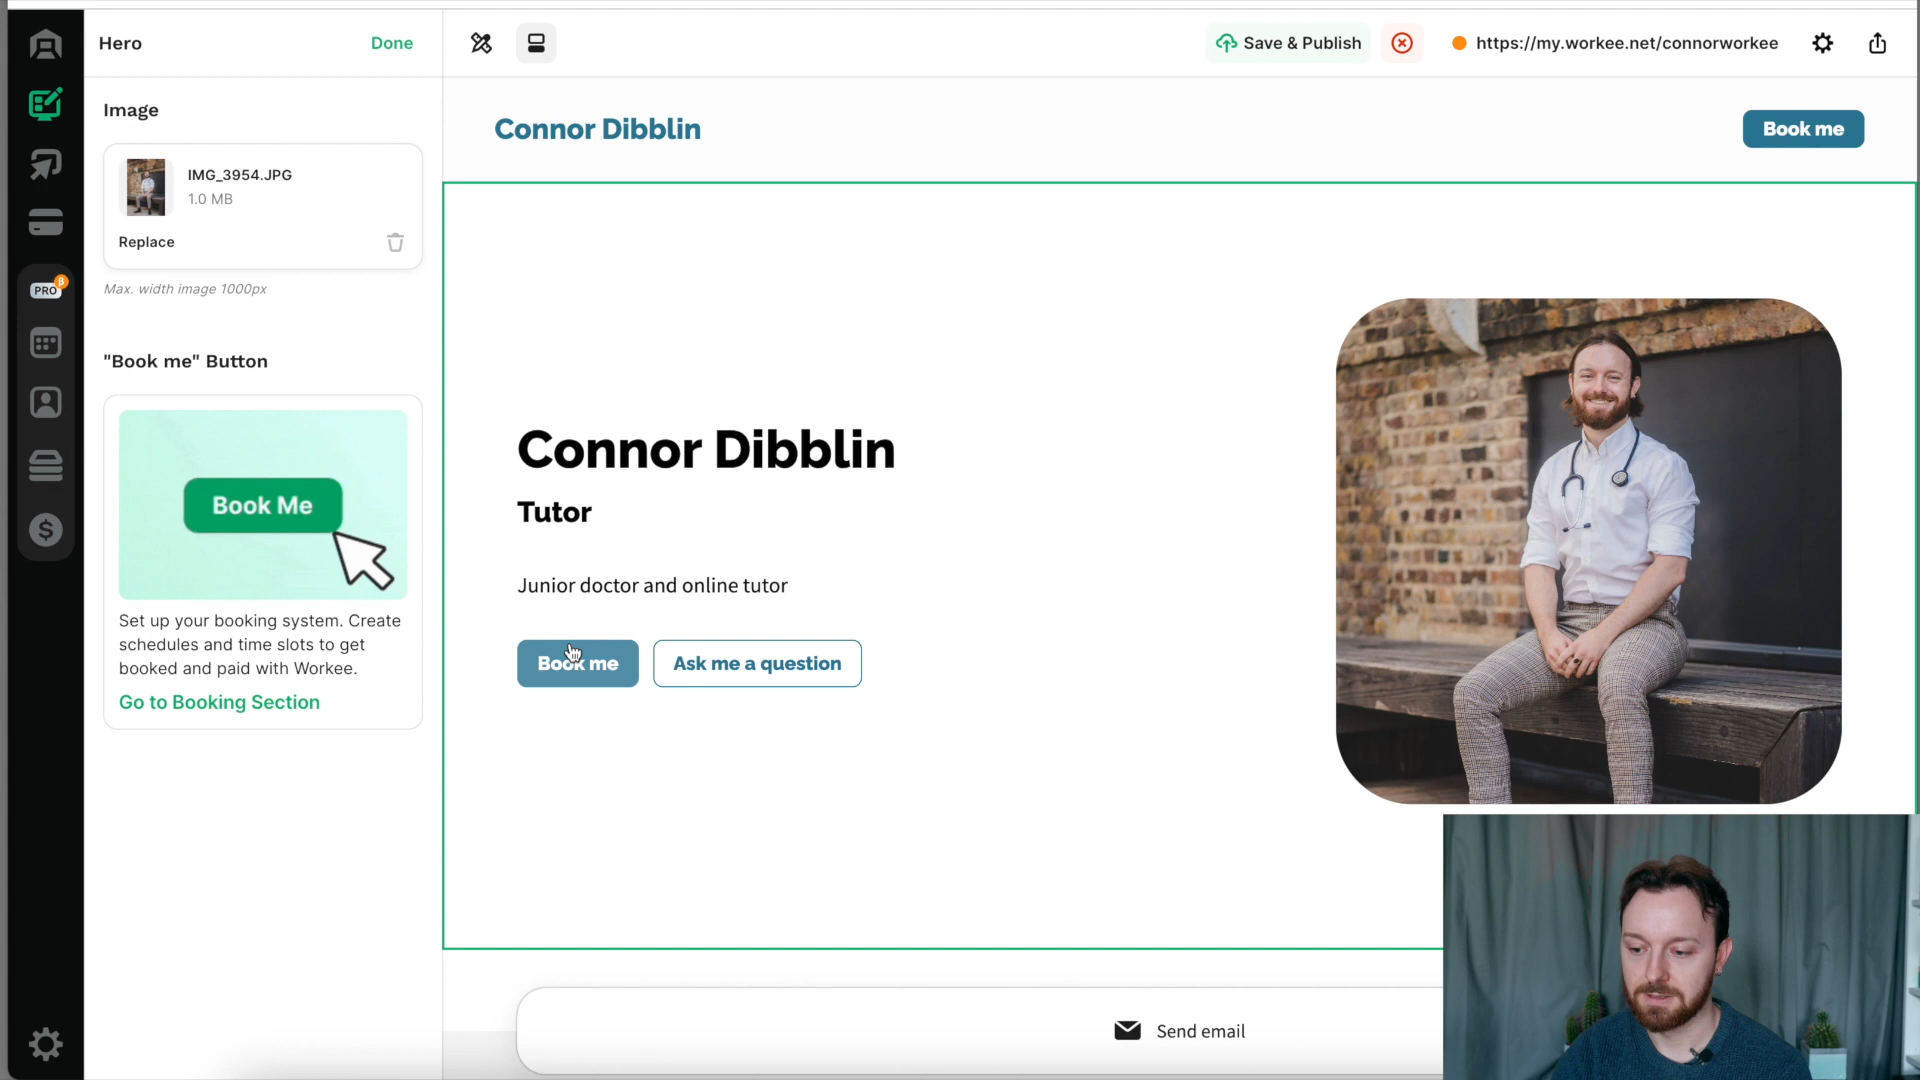 Hero
Done
Save & Publish
https://my.workee.net/connorworkee
Image
IMG_3954.JPG
1.0 MB
Replace
Max. width image 1000px
"Book me" Button
Book Me
Set up your booking system. Create
schedules and time slots to get
booked and paid with Workee.
Go to Booking Section
PRO
β
Connor Dibblin
Book me
Connor Dibblin
Tutor
Junior doctor and online tutor
Book me
Ask me a question
Send email